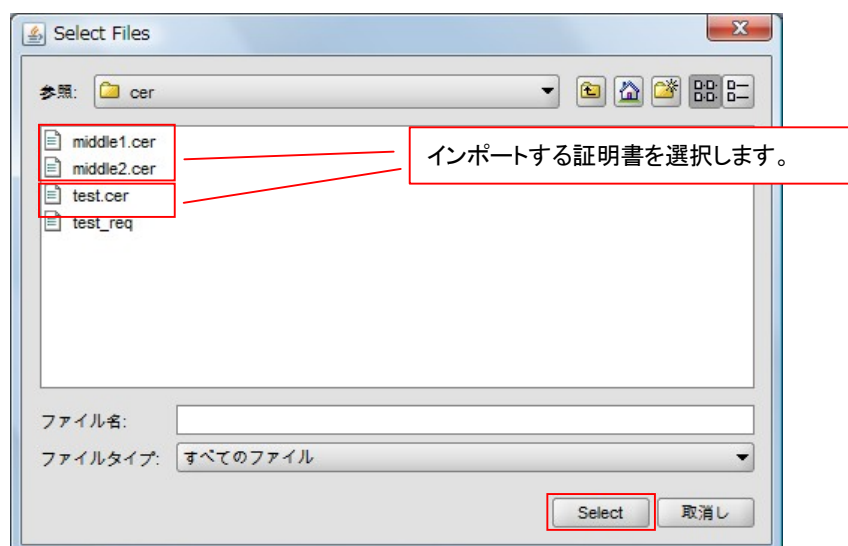 Select Files
参照: cer
middle1.cer
middle2.cer
test.cer
test_req
インポートする証明書を選択します。
ファイル名:
ファイルタイプ: すべてのファイル
Select 取消し